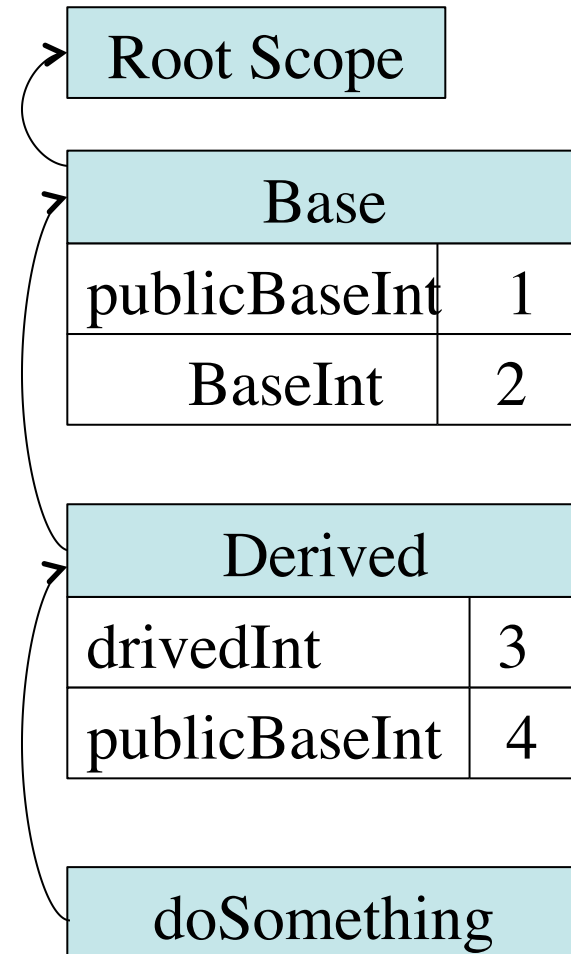 Root Scope
Base
publicBaseInt 1
BaseInt 2
Derived
drivedInt 3
publicBaseInt 4
doSomething